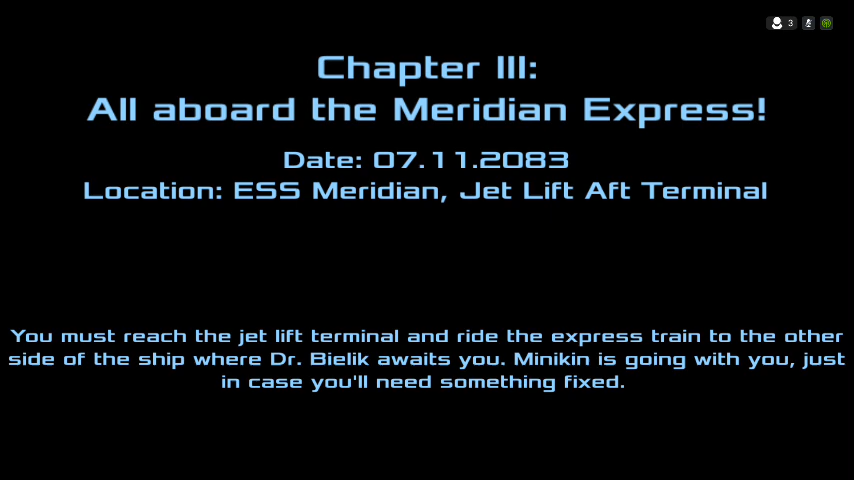 3
Chapter III:
All aboard the Meridian Express!
Date: 07.11.2083
Location: ESS Meridian, Jet Lift Aft Terminal
You must reach the jet lift terminal and ride the express train to the other
side of the ship where Dr. Bielik awaits you. Minikin is going with you, just
in case you'll need something fixed.